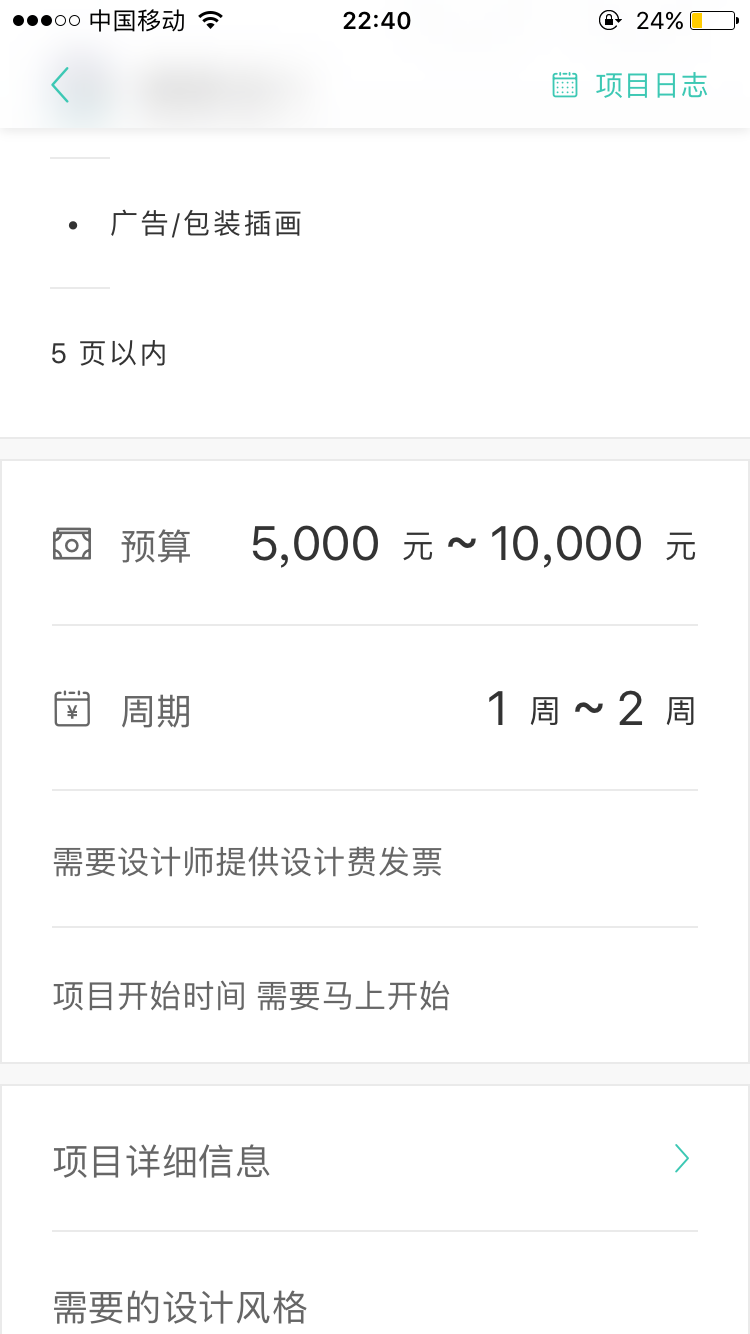 中国移动 22:40 24%
项目日志
• 广告/包装插画
5 页以内
预算 5,000 元 ~ 10,000 元
¥ 周期 1 周 ~ 2 周
需要设计师提供设计费发票
项目开始时间 需要马上开始
项目详细信息
需要的设计风格